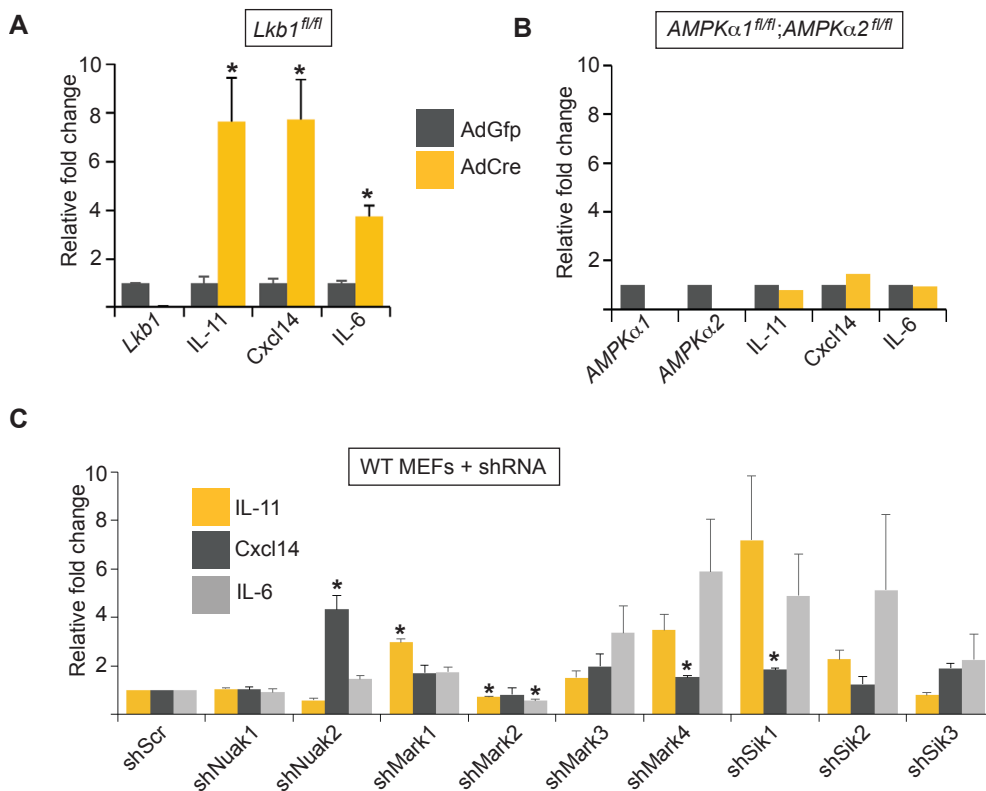 A
Lkb1fl/fl
Relative fold change
10
8
6
4
2
*
*
*
Lkb1
IL-11
Cxcl14
IL-6
AdGfp
AdCre
B
AMPKα1fl/fl;AMPKα2fl/fl
Relative fold change
10
8
6
4
2
AMPKα1
AMPKα2
IL-11
Cxcl14
IL-6
C
WT MEFs + shRNA
Relative fold change
10
8
6
4
2
IL-11
Cxcl14
IL-6
*
*
*
*
*
*
shScr
shNuak1
shNuak2
shMark1
shMark2
shMark3
shMark4
shSik1
shSik2
shSik3